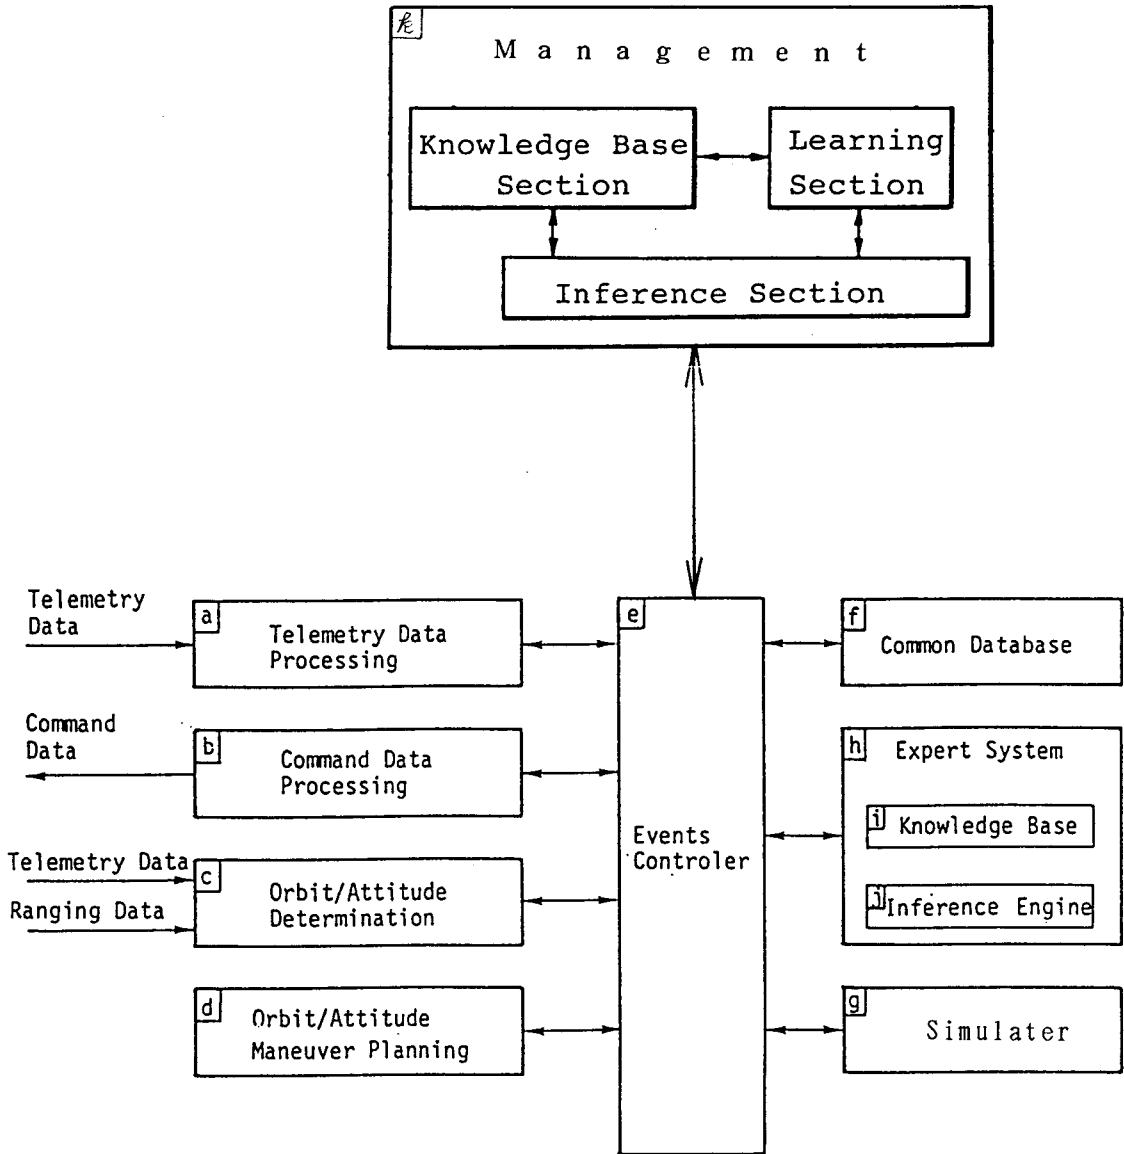 k
M a n a g e m e n t
Knowledge Base
Section
Learning
Section
Inference Section
Telemetry
Data
a
Telemetry Data
Processing
Command
Data
b
Command Data
Processing
Telemetry Data
Ranging Data
c
Orbit/Attitude
Determination
d
Orbit/Attitude
Maneuver Planning
e
Events
Controler
f
Common Database
h
Expert System
i
Knowledge Base
j
Inference Engine
g
Simulater